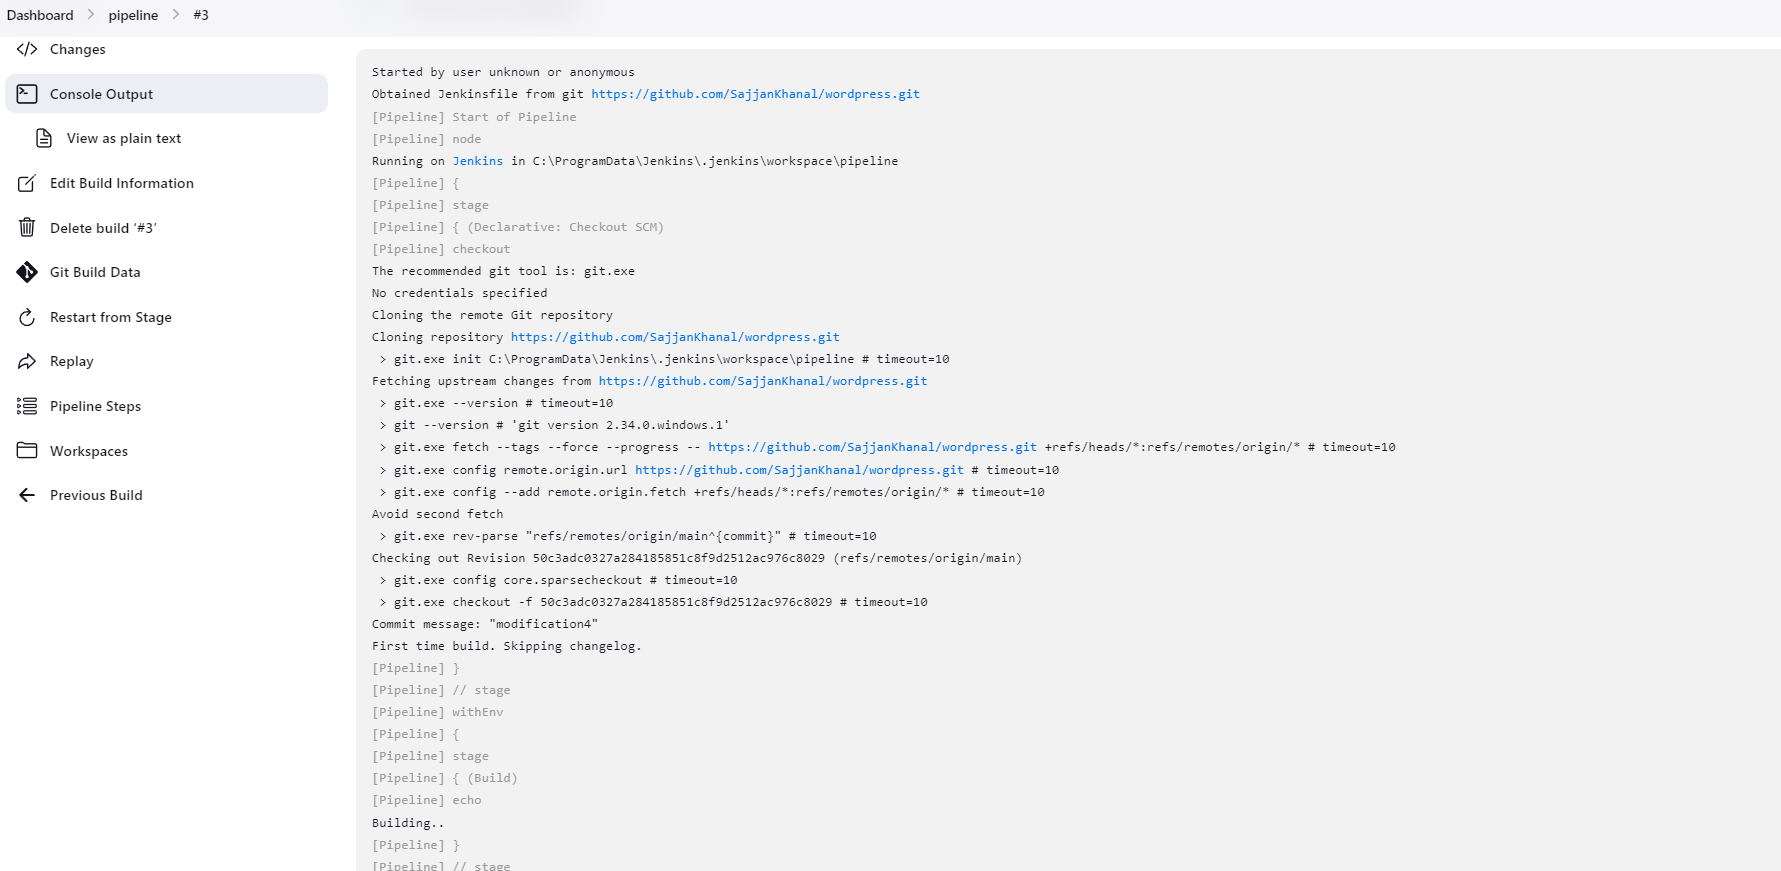 Dashboard > pipeline > #3
Changes
Console Output
View as plain text
Edit Build Information
Delete build ‘#3’
Git Build Data
Restart from Stage
Replay
Pipeline Steps
Workspaces
Previous Build
Started by user unknown or anonymous
Obtained Jenkinsfile from git https://github.com/SajjanKhanal/wordpress.git
[Pipeline] Start of Pipeline
[Pipeline] node
Running on Jenkins in C:\ProgramData\Jenkins\.jenkins\workspace\pipeline
[Pipeline] {
[Pipeline] stage
[Pipeline] { (Declarative: Checkout SCM)
[Pipeline] checkout
The recommended git tool is: git.exe
No credentials specified
Cloning the remote Git repository
Cloning repository https://github.com/SajjanKhanal/wordpress.git
 > git.exe init C:\ProgramData\Jenkins\.jenkins\workspace\pipeline # timeout=10
Fetching upstream changes from https://github.com/SajjanKhanal/wordpress.git
 > git.exe --version # timeout=10
 > git --version # 'git version 2.34.0.windows.1'
 > git.exe fetch --tags --force --progress -- https://github.com/SajjanKhanal/wordpress.git +refs/heads/*:refs/remotes/origin/* # timeout=10
 > git.exe config remote.origin.url https://github.com/SajjanKhanal/wordpress.git # timeout=10
 > git.exe config --add remote.origin.fetch +refs/heads/*:refs/remotes/origin/* # timeout=10
Avoid second fetch
 > git.exe rev-parse "refs/remotes/origin/main^{commit}" # timeout=10
Checking out Revision 50c3adc0327a284185851c8f9d2512ac976c8029 (refs/remotes/origin/main)
 > git.exe config core.sparsecheckout # timeout=10
 > git.exe checkout -f 50c3adc0327a284185851c8f9d2512ac976c8029 # timeout=10
Commit message: "modification4"
First time build. Skipping changelog.
[Pipeline] }
[Pipeline] // stage
[Pipeline] withEnv
[Pipeline] {
[Pipeline] stage
[Pipeline] { (Build)
[Pipeline] echo
Building..
[Pipeline] }
[Pipeline] // stage